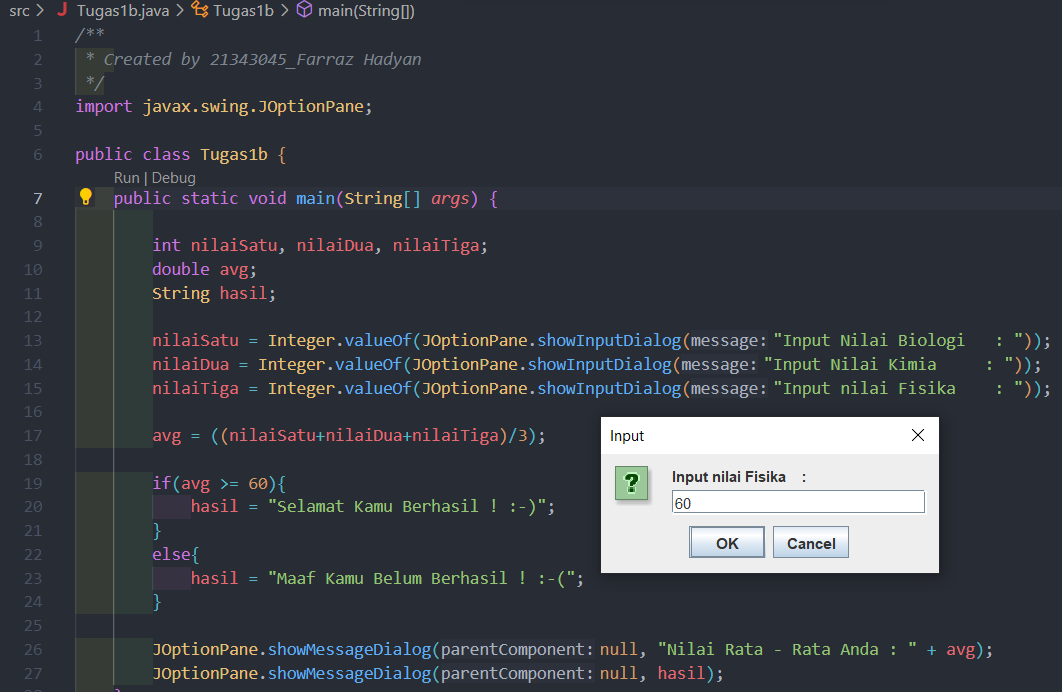 src > J Tugas1b.java > Tugas1b > main(String[])
1 /**
2 * Created by 21343045_Farraz Hadyan
3 */
4 import javax.swing.JOptionPane;
5
6 public class Tugas1b {
Run | Debug
7 public static void main(String[] args) {
8
9 int nilaiSatu, nilaiDua, nilaiTiga;
10 double avg;
11 String hasil;
12
13 nilaiSatu = Integer.valueOf(JOptionPane.showInputDialog(message:"Input Nilai Biologi   : "));
14 nilaiDua = Integer.valueOf(JOptionPane.showInputDialog(message:"Input Nilai Kimia     : "));
15 nilaiTiga = Integer.valueOf(JOptionPane.showInputDialog(message:"Input nilai Fisika    : "));
16
17 avg = ((nilaiSatu+nilaiDua+nilaiTiga)/3);
18
19 if(avg >= 60){
20 hasil = "Selamat Kamu Berhasil ! :-)";
21 }
22 else{
23 hasil = "Maaf Kamu Belum Berhasil ! :-(";
24 }
25
26 JOptionPane.showMessageDialog(parentComponent:null, "Nilai Rata - Rata Anda : " + avg);
27 JOptionPane.showMessageDialog(parentComponent:null, hasil);
Input
?
Input nilai Fisika    :
60
OK Cancel